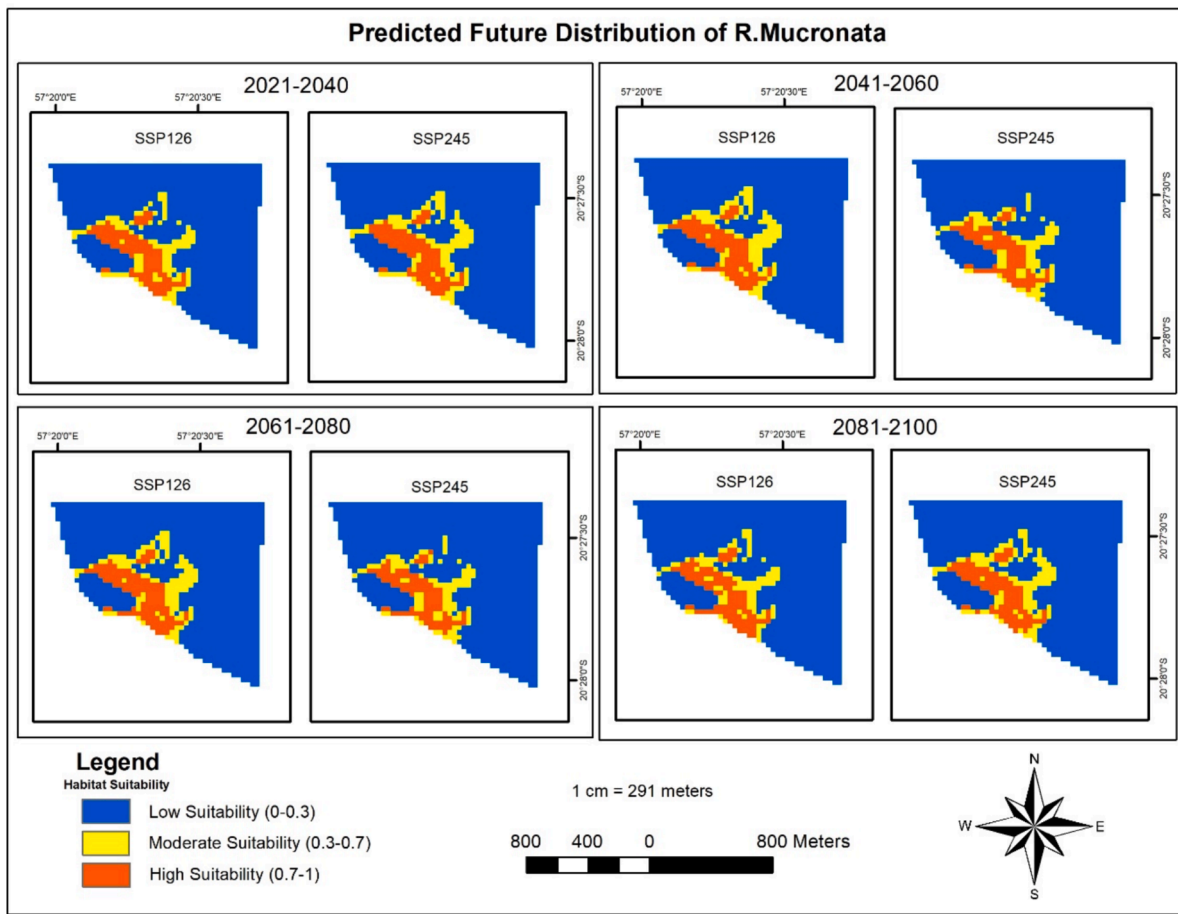 Predicted Future Distribution of R.Mucronata
2021-2040
57°20'0"E 57°20'30"E
SSP126
SSP245
20°27'30"S
20°28'0"S
2041-2060
57°20'0"E 57°20'30"E
SSP126
SSP245
20°27'30"S
20°28'0"S
2061-2080
57°20'0"E 57°20'30"E
SSP126
SSP245
20°27'30"S
20°28'0"S
2081-2100
57°20'0"E 57°20'30"E
SSP126
SSP245
20°27'30"S
20°28'0"S
Legend
Habitat Suitability
Low Suitability (0-0.3)
Moderate Suitability (0.3-0.7)
High Suitability (0.7-1)
1 cm = 291 meters
800 400 0 800 Meters
N
W E
S